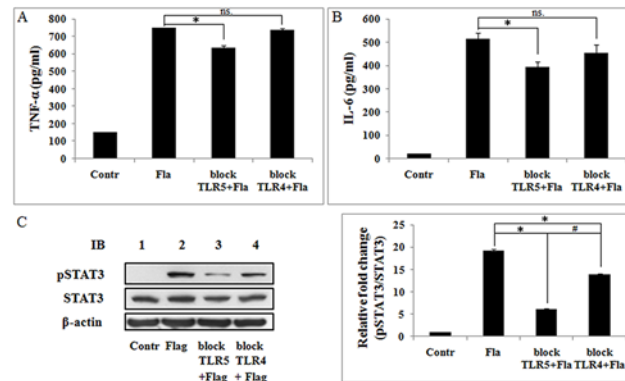 A
TNF-α (pg/ml)
800
700
600
500
400
300
200
100
0
ns.
*
Contr
Fla
block
TLR5+Fla
block
TLR4+Fla
B
IL-6 (pg/ml)
600
500
400
300
200
100
0
ns.
*
Contr
Fla
block
TLR5+Fla
block
TLR4+Fla
C
IB 1 2 3 4
pSTAT3
STAT3
β-actin
Contr
Flag
block
TLR5
+Flag
block
TLR4
+ Flag
Relative fold change
(pSTAT3/STAT3)
25
20
15
10
5
0
*
* #
Contr
Fla
block
TLR5+Fla
block
TLR4+Fla